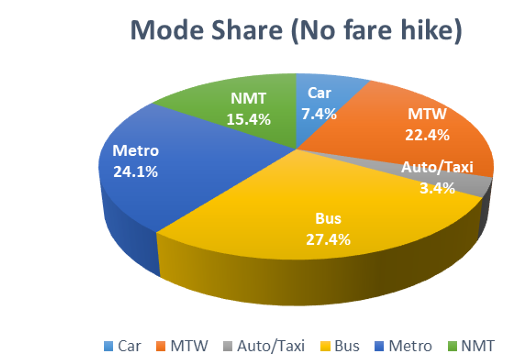 Mode Share (No fare hike)
Car
7.4%
MTW
22.4%
Auto/Taxi
3.4%
Bus
27.4%
Metro
24.1%
NMT
15.4%
Car MTW Auto/Taxi Bus Metro NMT